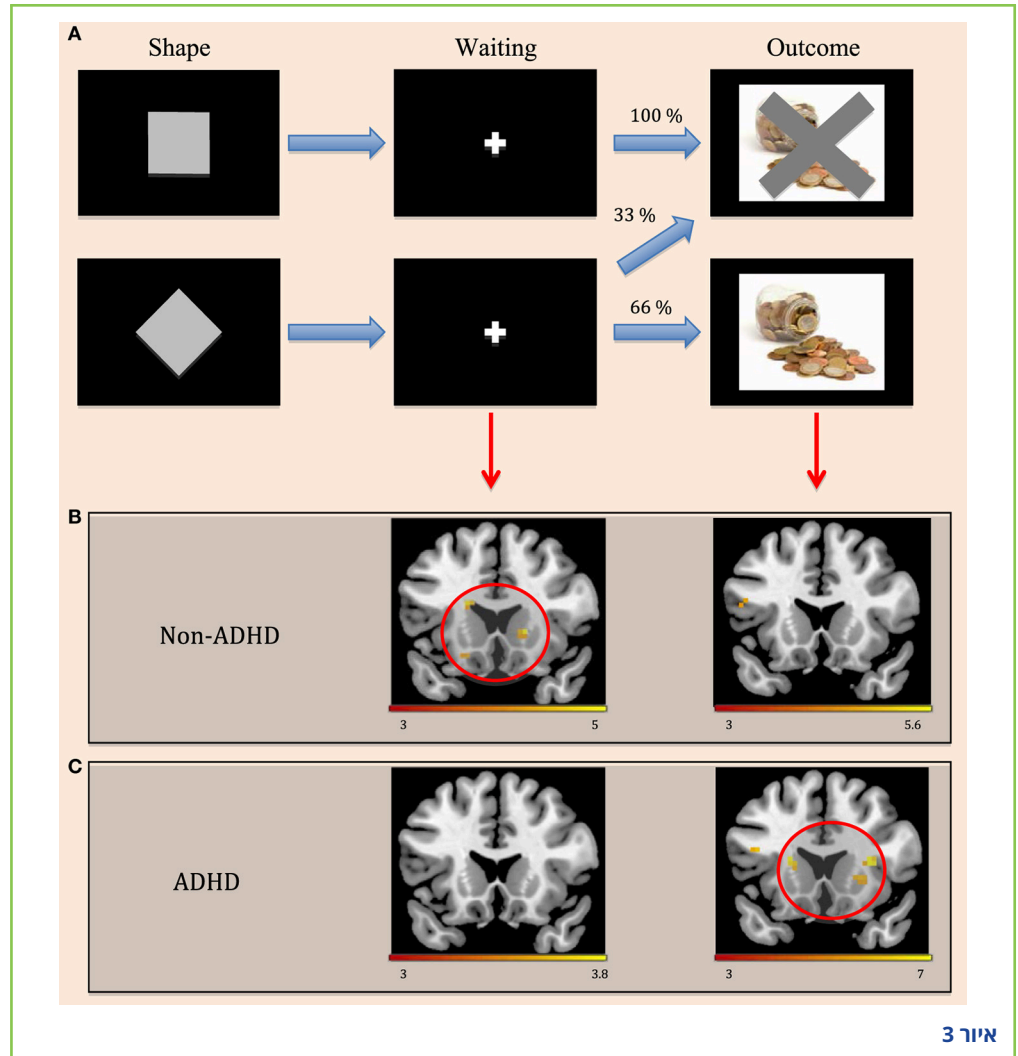 A
Shape Waiting Outcome
100 %
33 %
66 %
B
Non-ADHD
3 5
3 5.6
C
ADHD
3 3.8
3 7
איור 3